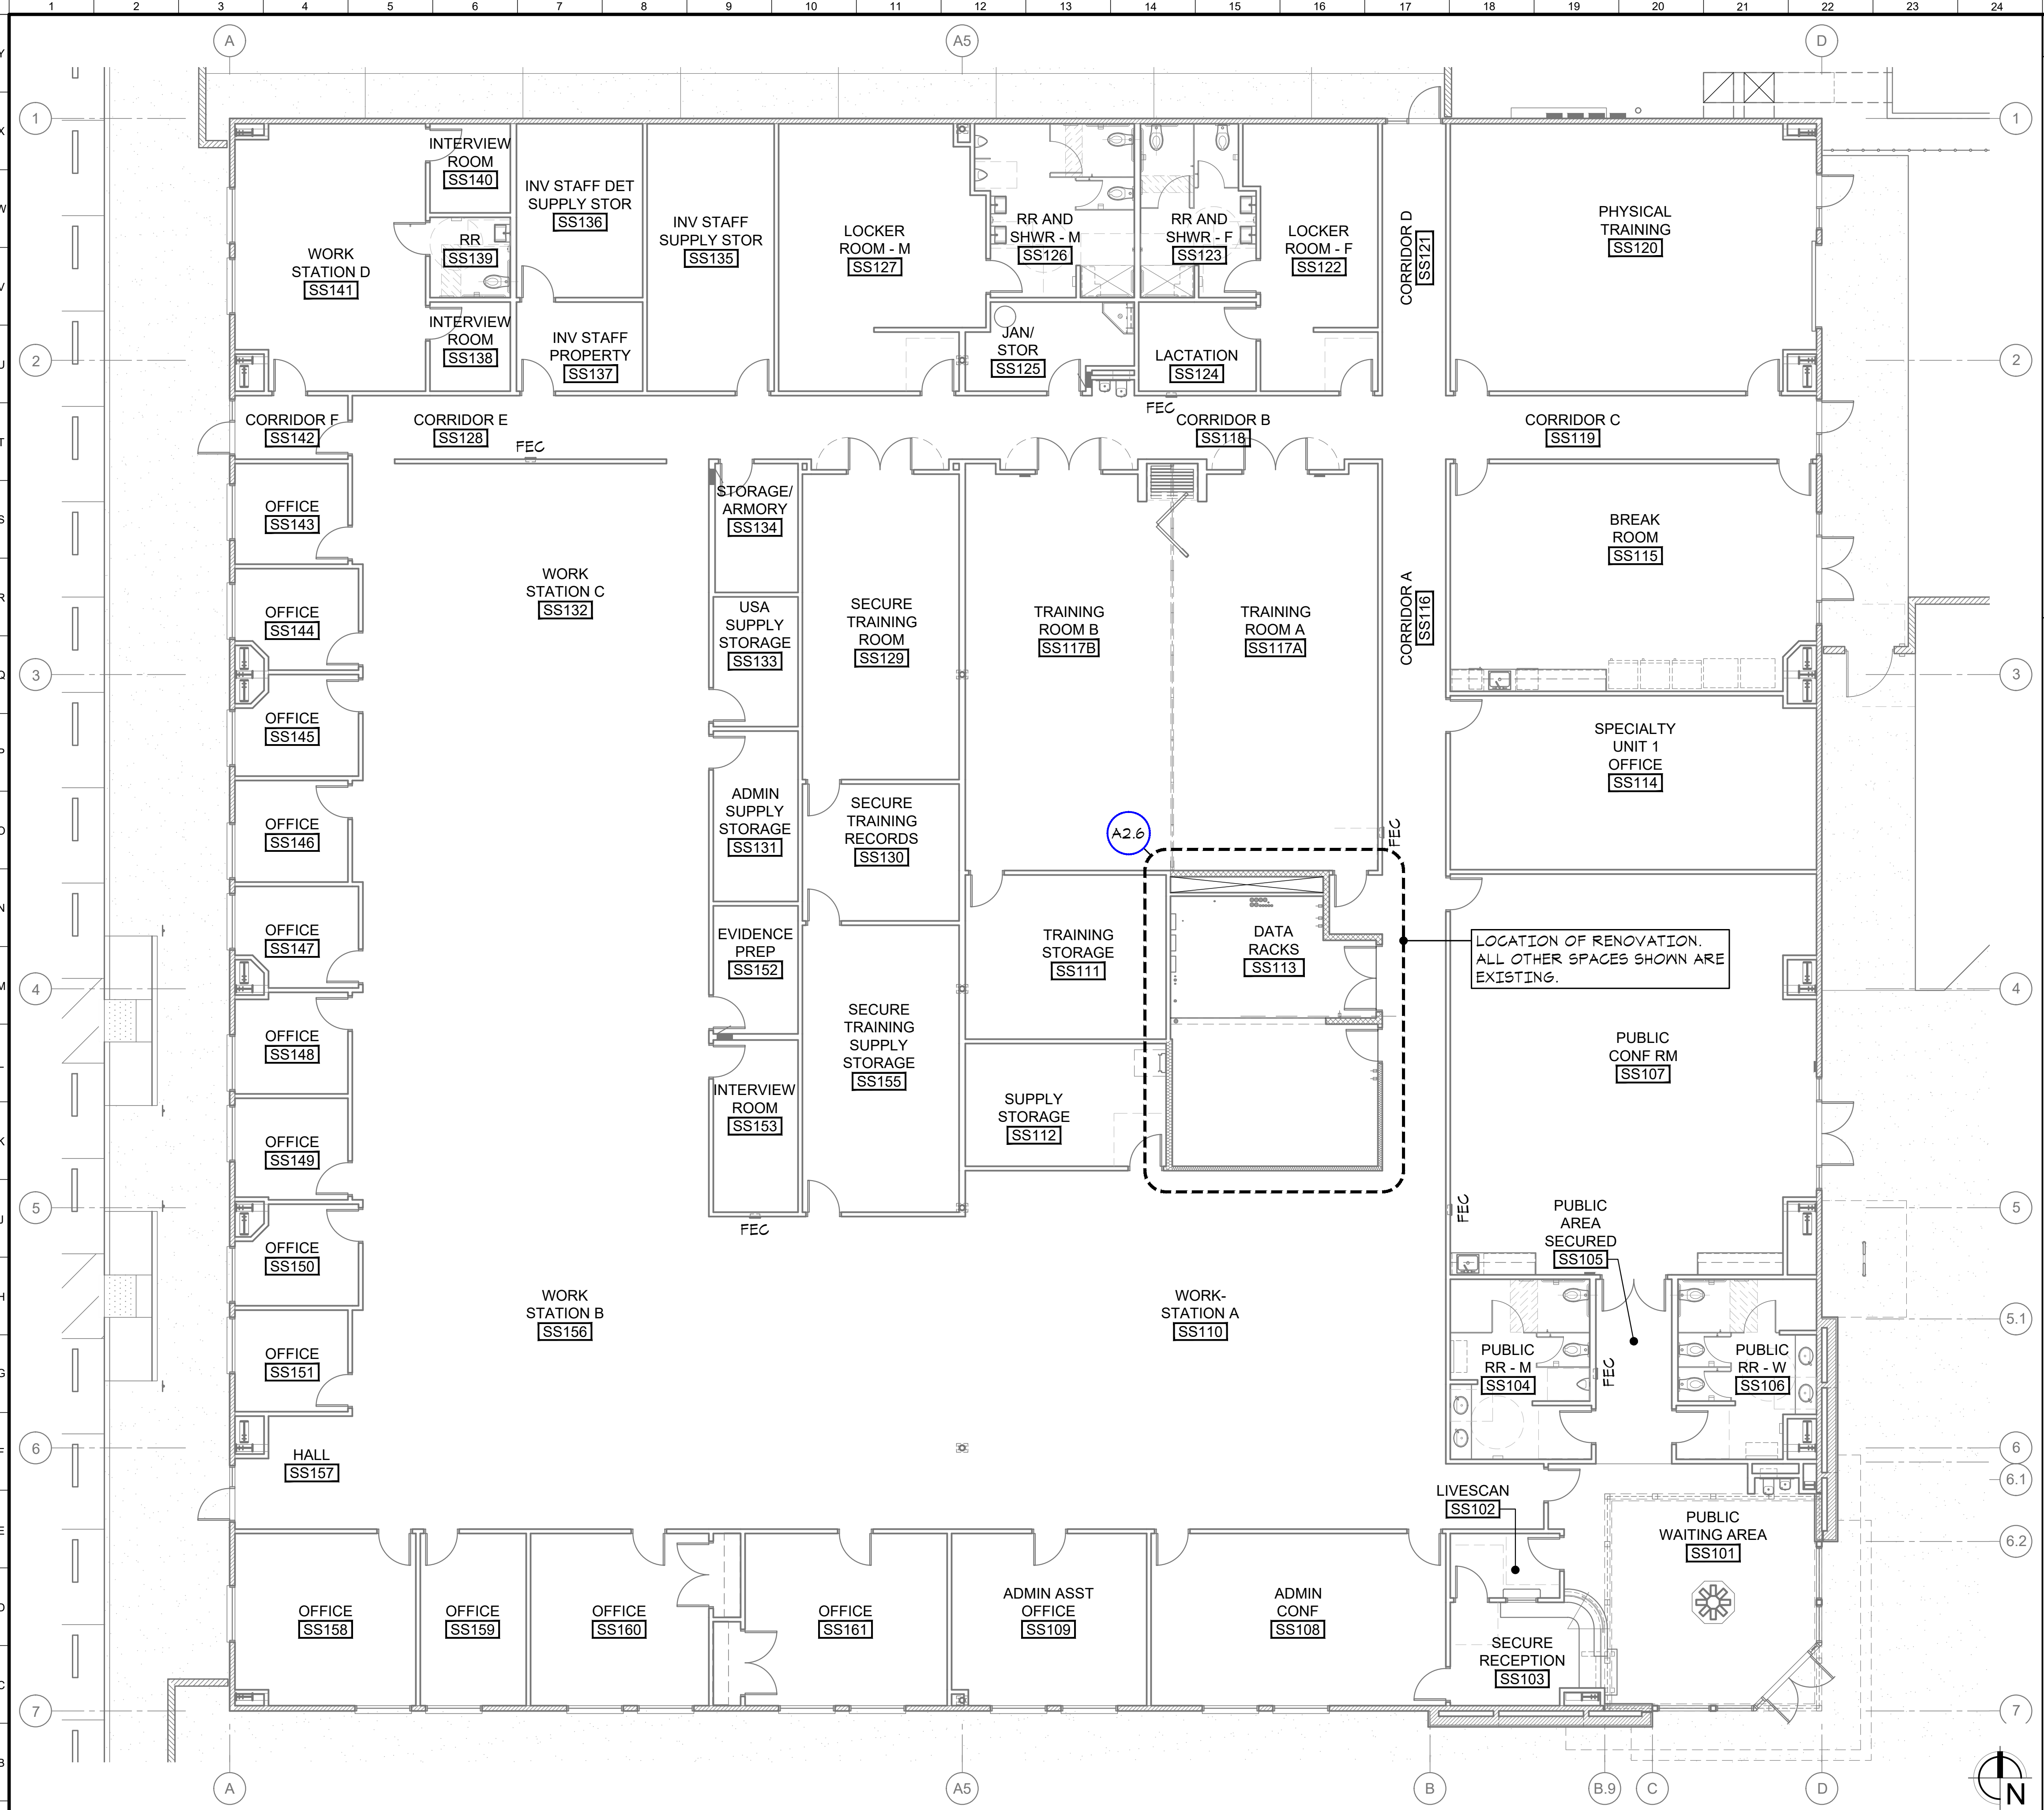 1 2 3 4 5 6 7 8 9 10 11 12 13 14 15 16 17 18 19 20 21 22 23 24
A A5 D
Y
X
W
V
U
T
S
R
Q
P
O
N
M
L
K
J
H
G
F
E
D
C
B
1
2
3
4
5
6
7
1
2
3
4
5
5.1
6
6.1
6.2
7
WORK
STATION D
SS141
INTERVIEW
ROOM
SS140
RR
SS139
INTERVIEW
ROOM
SS138
INV STAFF DET
SUPPLY STOR
SS136
INV STAFF
PROPERTY
SS137
INV STAFF
SUPPLY STOR
SS135
LOCKER
ROOM - M
SS127
RR AND
SHWR - M
SS126
JAN/
STOR
SS125
RR AND
SHWR - F
SS123
LACTATION
SS124
LOCKER
ROOM - F
SS122
CORRIDOR D
SS121
PHYSICAL
TRAINING
SS120
CORRIDOR F
SS142
CORRIDOR E
SS128
FEC
FEC
CORRIDOR B
SS118
CORRIDOR C
SS119
OFFICE
SS143
OFFICE
SS144
OFFICE
SS145
OFFICE
SS146
OFFICE
SS147
OFFICE
SS148
OFFICE
SS149
OFFICE
SS150
OFFICE
SS151
HALL
SS157
WORK
STATION C
SS132
STORAGE/
ARMORY
SS134
USA
SUPPLY
STORAGE
SS133
ADMIN
SUPPLY
STORAGE
SS131
EVIDENCE
PREP
SS152
INTERVIEW
ROOM
SS153
FEC
SECURE
TRAINING
ROOM
SS129
SECURE
TRAINING
RECORDS
SS130
SECURE
TRAINING
SUPPLY
STORAGE
SS155
TRAINING
ROOM B
SS117B
TRAINING
ROOM A
SS117A
CORRIDOR A
SS116
FEC
BREAK
ROOM
SS115
SPECIALTY
UNIT 1
OFFICE
SS114
A2.6
TRAINING
STORAGE
SS111
DATA
RACKS
SS113
SUPPLY
STORAGE
SS112
LOCATION OF RENOVATION.
ALL OTHER SPACES SHOWN ARE
EXISTING.
PUBLIC
CONF RM
SS107
FEC
PUBLIC
AREA
SECURED
SS105
WORK
STATION B
SS156
WORK-
STATION A
SS110
PUBLIC
RR - M
SS104
FEC
PUBLIC
RR - W
SS106
LIVESCAN
SS102
PUBLIC
WAITING AREA
SS101
OFFICE
SS158
OFFICE
SS159
OFFICE
SS160
OFFICE
SS161
ADMIN ASST
OFFICE
SS109
ADMIN
CONF
SS108
SECURE
RECEPTION
SS103
A A5 B B.9 C D
N